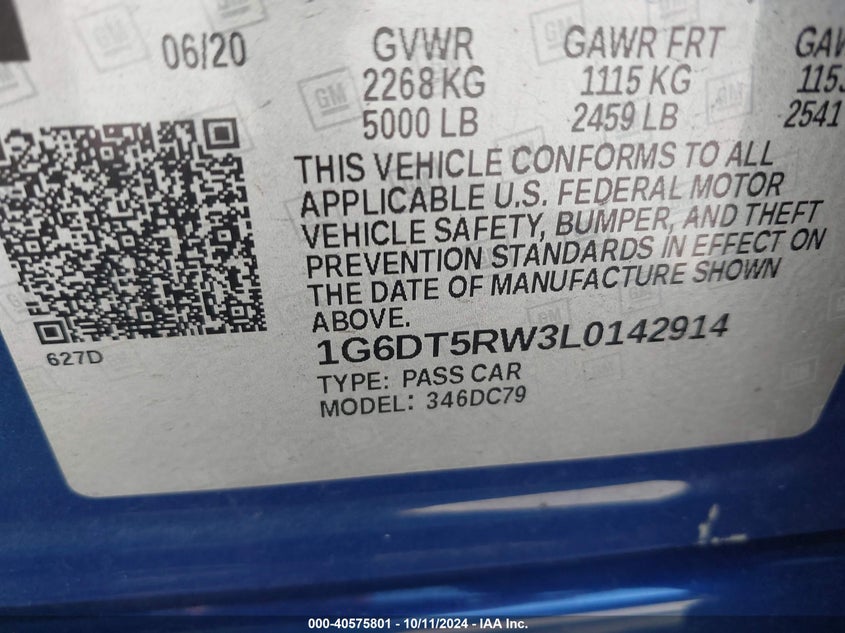 06/20 GVWR GAWR FRT
2268 KG 1115 KG
5000 LB 2459 LB 2541
THIS VEHICLE CONFORMS TO ALL
APPLICABLE U.S. FEDERAL MOTOR
VEHICLE SAFETY, BUMPER, AND THEFT
PREVENTION STANDARDS IN EFFECT ON
THE DATE OF MANUFACTURE SHOWN
ABOVE.
627D
1G6DT5RW3L0142914
TYPE: PASS CAR
MODEL: 346DC79
GM
000-40575801 - 10/11/2024 - IAA Inc.